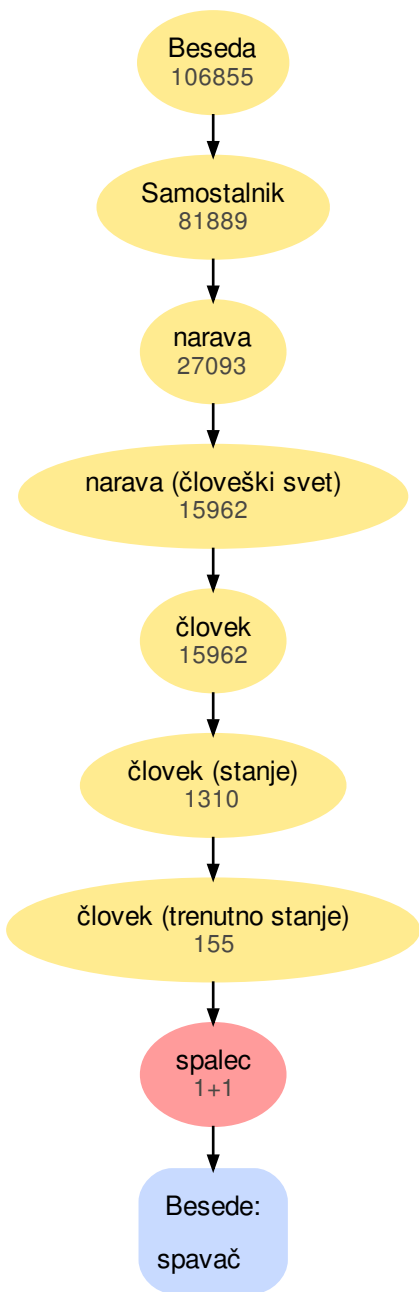 Beseda
106855
Samostalnik
81889
narava
27093
narava (človeški svet)
15962
človek
15962
človek (stanje)
1310
človek (trenutno stanje)
155
spalec
1+1
Besede:
spavač